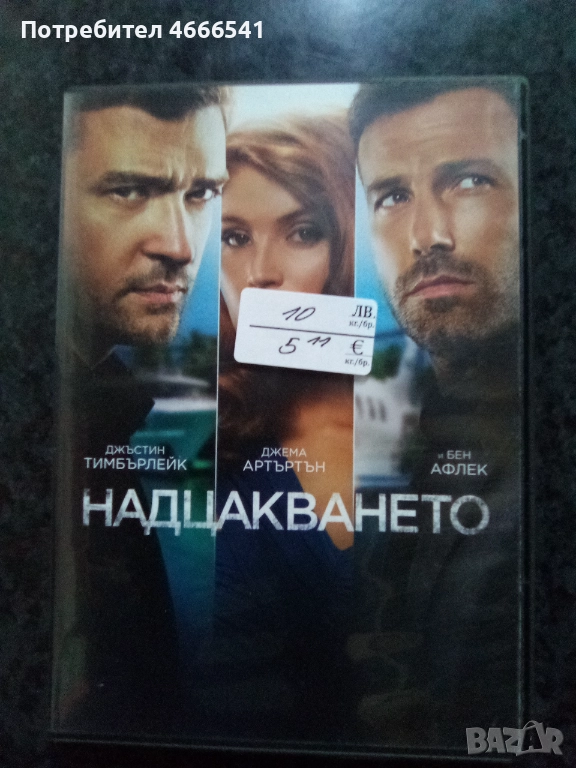 Потребител 4666541
10 ЛВ.
кг./бр.
5 11 €
кг./бр.
ДЖЪСТИН
ТИМБЪРЛЕЙК
ДЖЕМА
АРТЪРТЪН
и БЕН
АФЛЕК
НАДЦАКВАНЕТО
BAZAR